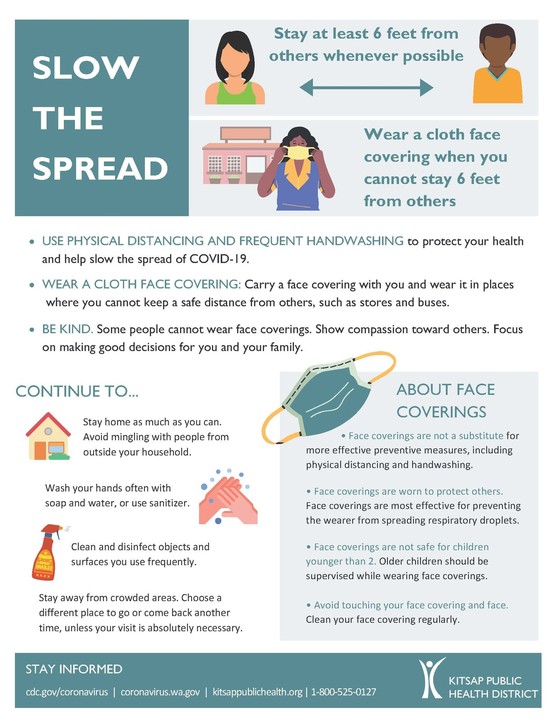 SLOW
THE
SPREAD
Stay at least 6 feet from
others whenever possible
Wear a cloth face
covering when you
cannot stay 6 feet
from others
• USE PHYSICAL DISTANCING AND FREQUENT HANDWASHING to protect your health
and help slow the spread of COVID-19.
• WEAR A CLOTH FACE COVERING: Carry a face covering with you and wear it in places
where you cannot keep a safe distance from others, such as stores and buses.
• BE KIND. Some people cannot wear face coverings. Show compassion toward others. Focus
on making good decisions for you and your family.
CONTINUE TO...
Stay home as much as you can.
Avoid mingling with people from
outside your household.
Wash your hands often with
soap and water, or use sanitizer.
Clean and disinfect objects and
surfaces you use frequently.
Stay away from crowded areas. Choose a
different place to go or come back another
time, unless your visit is absolutely necessary.
ABOUT FACE
COVERINGS
• Face coverings are not a substitute for
more effective preventive measures, including
physical distancing and handwashing.
• Face coverings are worn to protect others.
Face coverings are most effective for preventing
the wearer from spreading respiratory droplets.
• Face coverings are not safe for children
younger than 2. Older children should be
supervised while wearing face coverings.
• Avoid touching your face covering and face.
Clean your face covering regularly.
STAY INFORMED
cdc.gov/coronavirus | coronavirus.wa.gov | kitsappublichealth.org | 1-800-525-0127
KITSAP PUBLIC
HEALTH DISTRICT